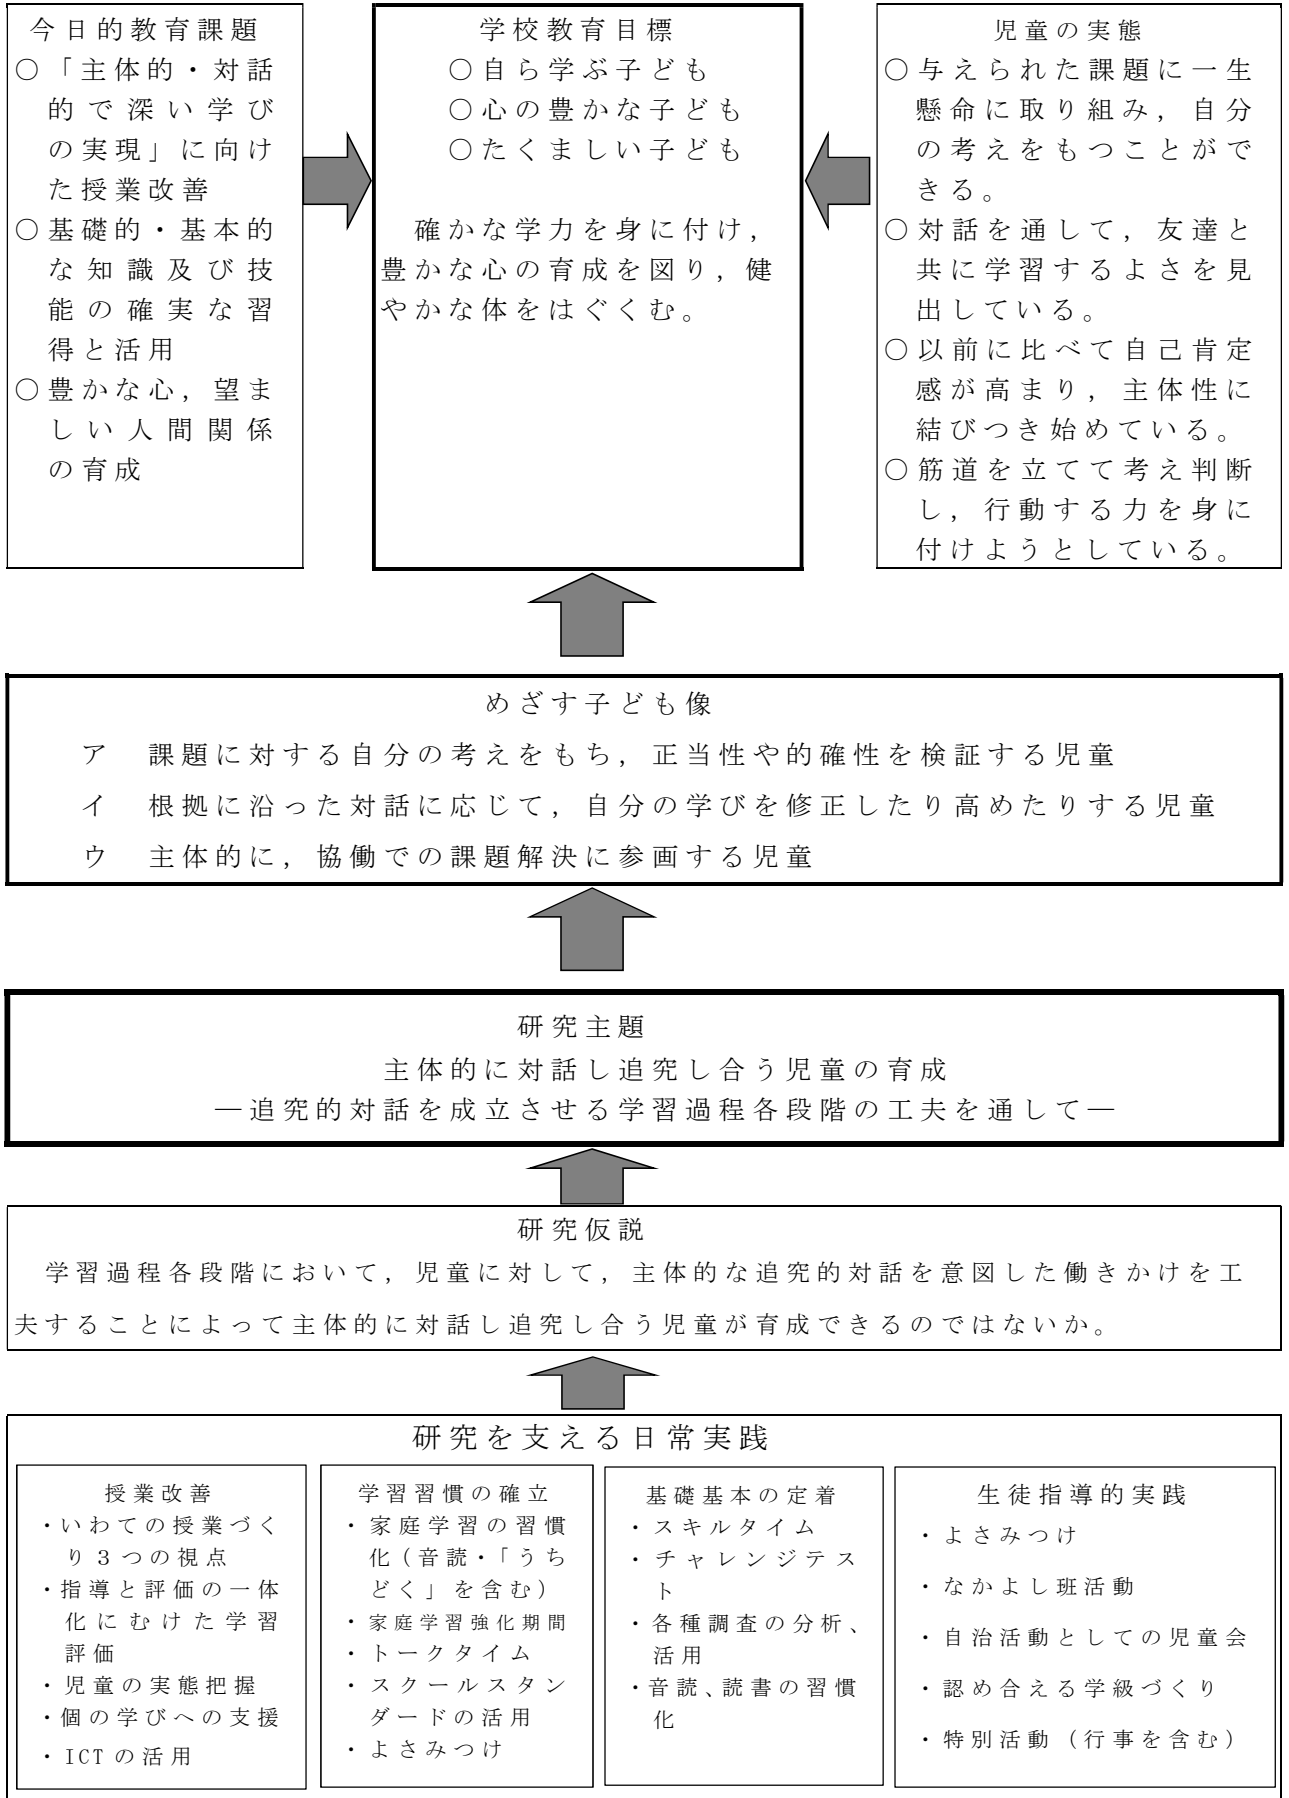 今日的教育課題
○「主体的・対話
的で深い学び
の実現」に向け
た授業改善
○基礎的・基本的
な知識及び技
能の確実な習
得と活用
○豊かな心，望ま
しい人間関係
の育成
学校教育目標
○自ら学ぶ子ども
○心の豊かな子ども
○たくましい子ども
確かな学力を身に付け，
豊かな心の育成を図り，健
やかな体をはぐくむ。
児童の実態
○与えられた課題に一生
懸命に取り組み，自分
の考えをもつことがで
きる。
○対話を通して，友達と
共に学習するよさを見
出している。
○以前に比べて自己肯定
感が高まり，主体性に
結びつき始めている。
○筋道を立てて考え判断
し，行動する力を身に
付けようとしている。
めざす子ども像
ア　課題に対する自分の考えをもち，正当性や的確性を検証する児童
イ　根拠に沿った対話に応じて，自分の学びを修正したり高めたりする児童
ウ　主体的に，協働での課題解決に参画する児童
研究主題
主体的に対話し追究し合う児童の育成
―追究的対話を成立させる学習過程各段階の工夫を通して―
研究仮説
学習過程各段階において，児童に対して，主体的な追究的対話を意図した働きかけを工
夫することによって主体的に対話し追究し合う児童が育成できるのではないか。
研究を支える日常実践
授業改善
・いわての授業づく
り３つの視点
・指導と評価の一体
化にむけた学習
評価
・児童の実態把握
・個の学びへの支援
・ICTの活用
学習習慣の確立
・家庭学習の習慣
化（音読・「うち
どく」を含む）
・家庭学習強化期間
・トークタイム
・スクールスタン
ダードの活用
・よさみつけ
基礎基本の定着
・スキルタイム
・チャレンジテス
ト
・各種調査の分析、
活用
・音読、読書の習慣
化
生徒指導的実践
・よさみつけ
・なかよし班活動
・自治活動としての児童会
・認め合える学級づくり
・特別活動（行事を含む）